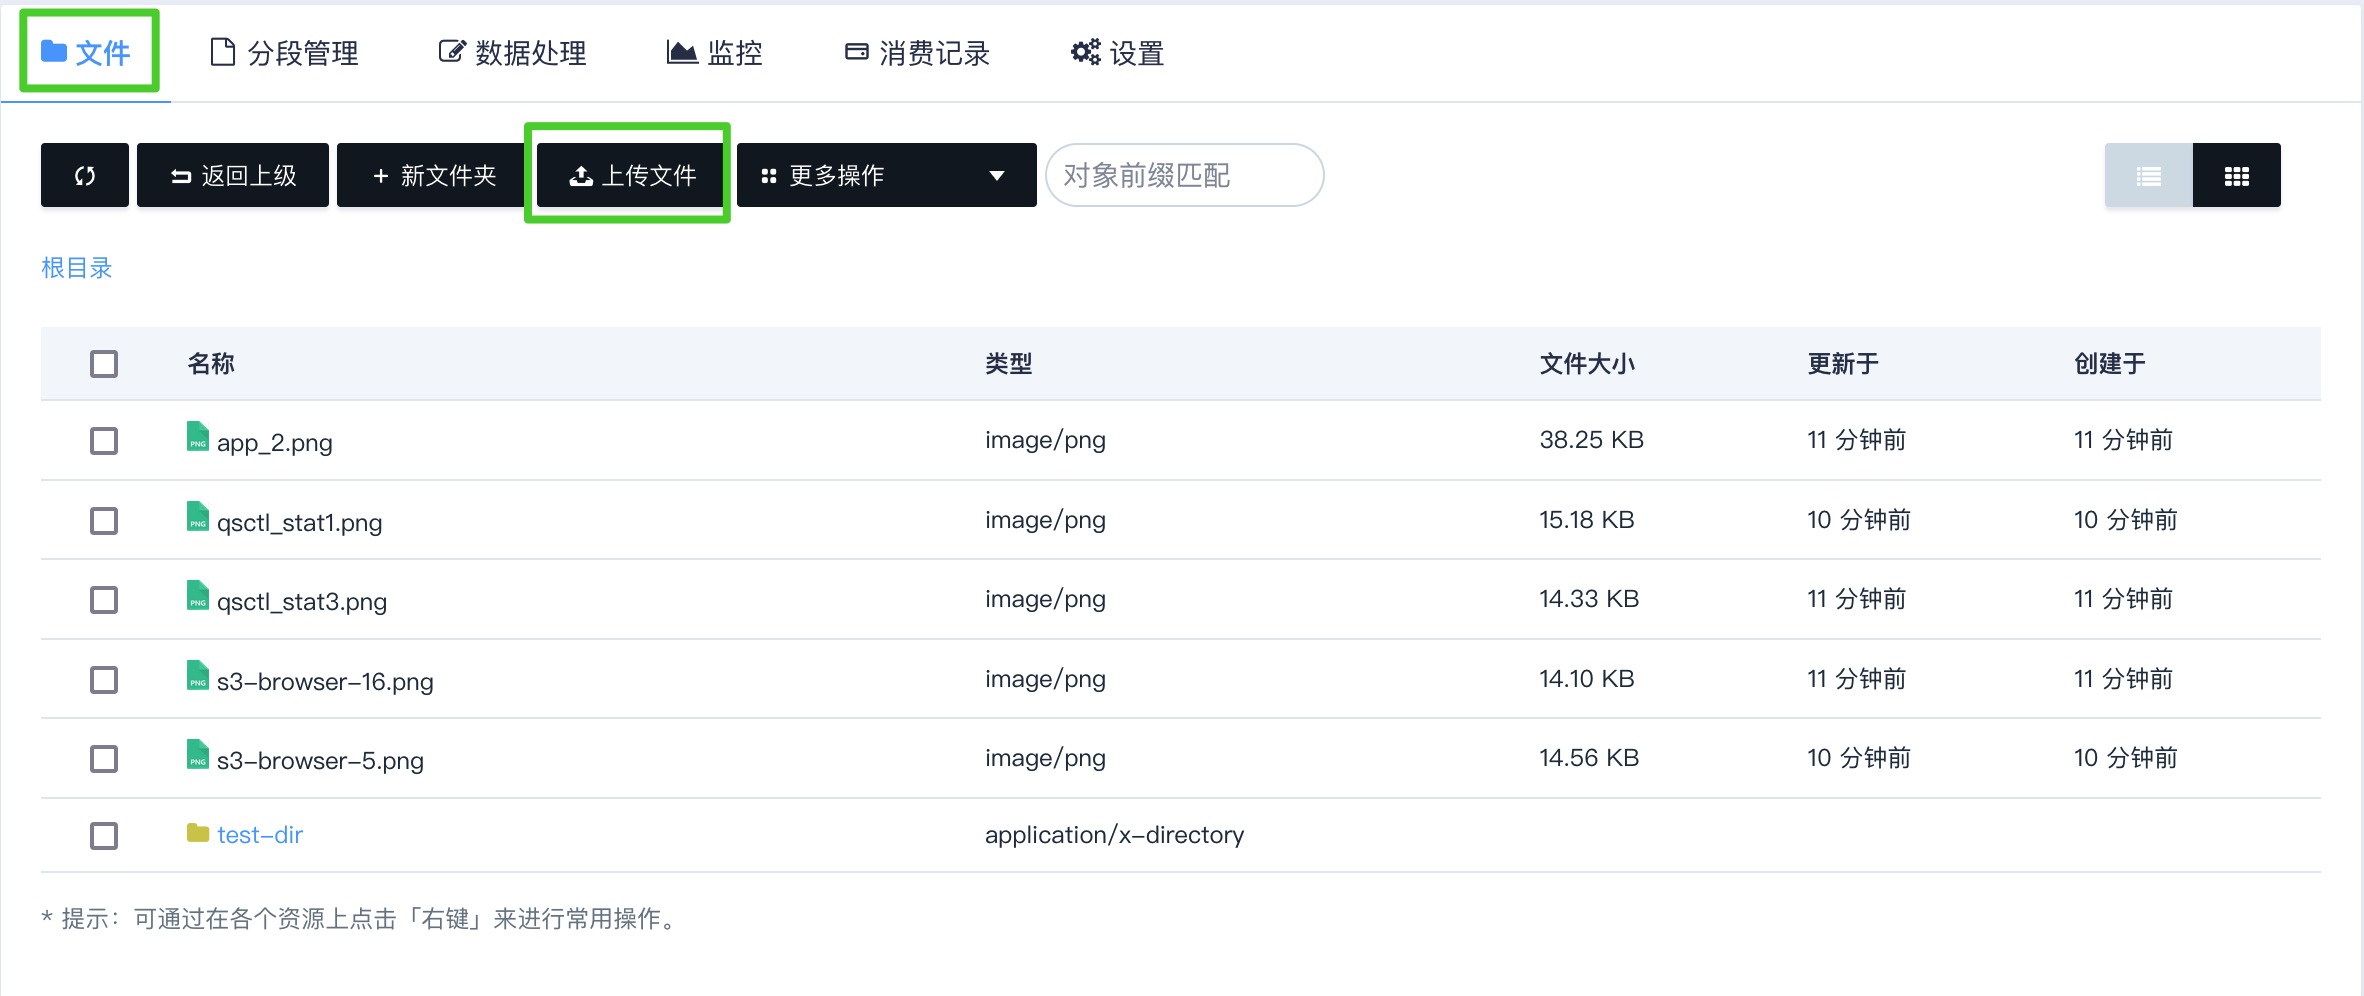 文件 分段管理 数据处理 监控 消费记录 设置
返回上级 + 新文件夹 上传文件 更多操作 对象前缀匹配
根目录
名称 类型 文件大小 更新于 创建于
PNG app_2.png image/png 38.25 KB 11 分钟前 11 分钟前
PNG qsctl_stat1.png image/png 15.18 KB 10 分钟前 10 分钟前
PNG qsctl_stat3.png image/png 14.33 KB 11 分钟前 11 分钟前
PNG s3-browser-16.png image/png 14.10 KB 11 分钟前 11 分钟前
PNG s3-browser-5.png image/png 14.56 KB 10 分钟前 10 分钟前
test-dir application/x-directory
* 提示：可通过在各个资源上点击「右键」来进行常用操作。